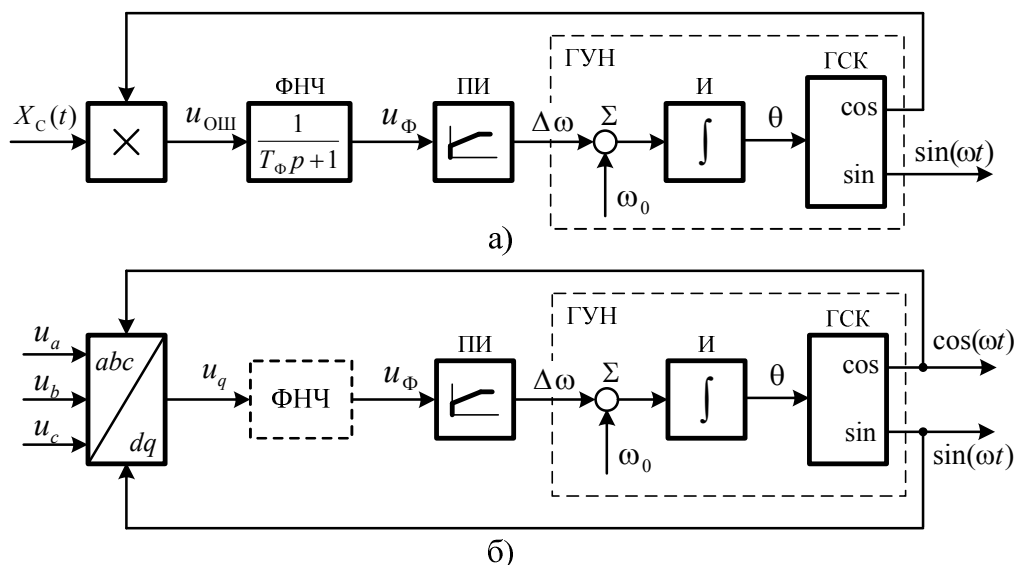 ГУН
ГСК
ФНЧ
ПИ
И
X_С(t)
×
u_ОШ
1
T_Ф p + 1
u_Ф
Δω
Σ
ω_0
∫
θ
cos
sin
sin(ωt)
а)
ГУН
ГСК
ПИ
И
u_a
u_b
u_c
abc
dq
u_q
ФНЧ
u_Ф
Δω
Σ
ω_0
∫
θ
cos
sin
cos(ωt)
sin(ωt)
б)